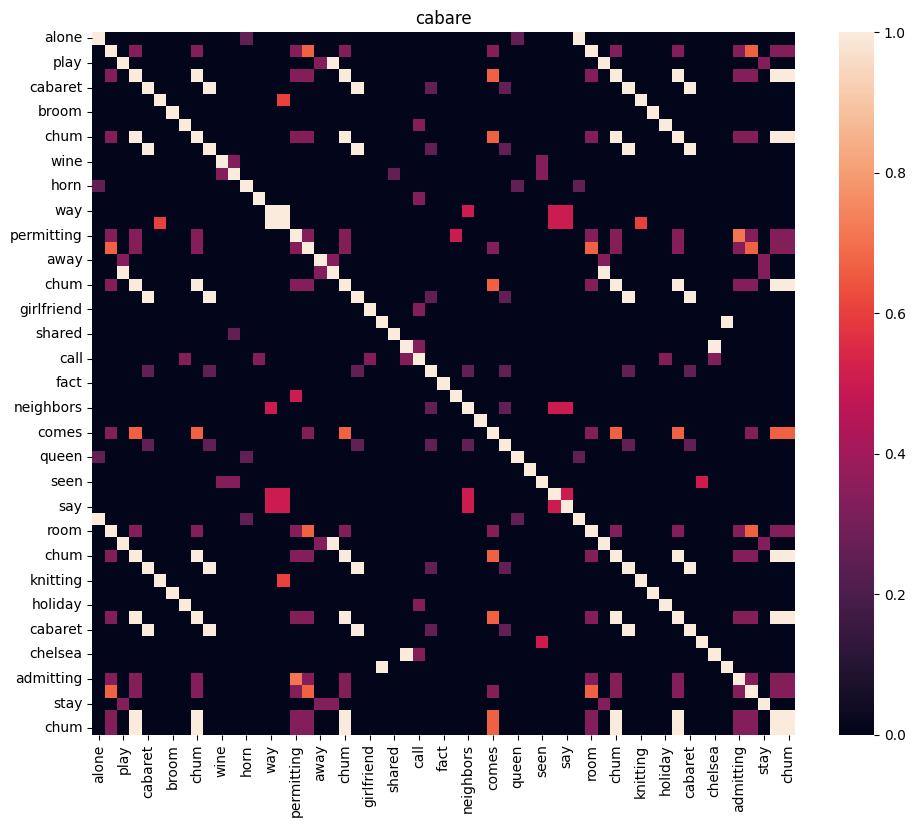 cabare
alone
play
cabaret
broom
chum
wine
horn
way
permitting
away
chum
girlfriend
shared
call
fact
neighbors
comes
queen
seen
say
room
chum
knitting
holiday
cabaret
chelsea
admitting
stay
chum
alone
play
cabaret
broom
chum
wine
horn
way
permitting
away
chum
girlfriend
shared
call
fact
neighbors
comes
queen
seen
say
room
chum
knitting
holiday
cabaret
chelsea
admitting
stay
chum
1.0
0.8
0.6
0.4
0.2
0.0